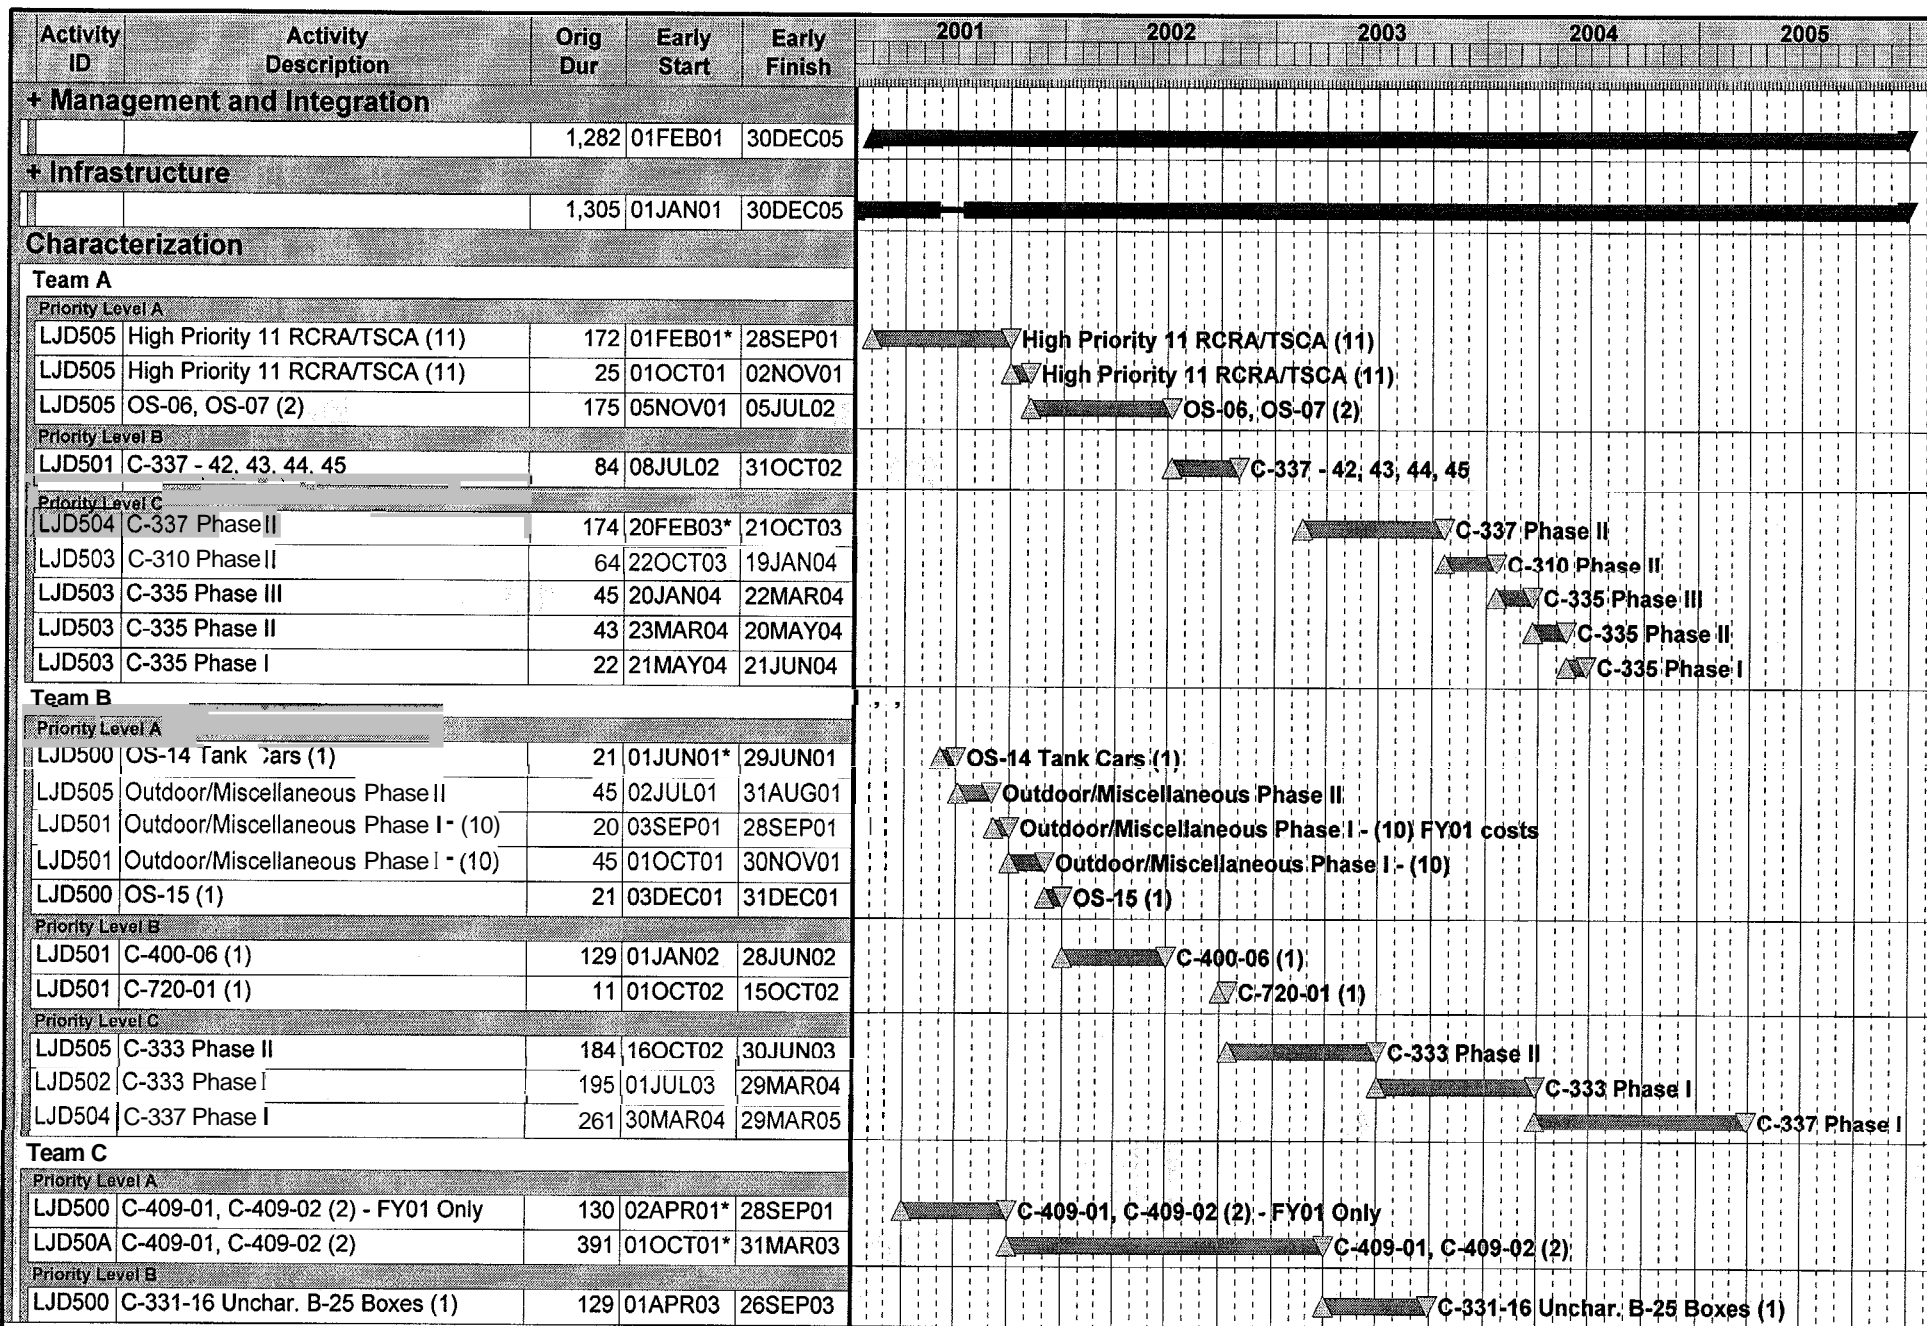 Activity ID Activity Description Orig Dur Early Start Early Finish 2001 2002 2003 2004 2005
+ Management and Integration
1,282 01FEB01 30DEC05
+ Infrastructure
1,305 01JAN01 30DEC05
Characterization
Team A
Priority Level A
LJD505 High Priority 11 RCRA/TSCA (11) 172 01FEB01* 28SEP01 High Priority 11 RCRA/TSCA (11)
LJD505 High Priority 11 RCRA/TSCA (11) 25 01OCT01 02NOV01 High Priority 11 RCRA/TSCA (11)
LJD505 OS-06, OS-07 (2) 175 05NOV01 05JUL02 OS-06, OS-07 (2)
Priority Level B
LJD501 C-337 - 42, 43, 44, 45 84 08JUL02 31OCT02 C-337 - 42, 43, 44, 45
Priority Level C
LJD504 C-337 Phase II 174 20FEB03* 21OCT03 C-337 Phase II
LJD503 C-310 Phase II 64 22OCT03 19JAN04 C-310 Phase II
LJD503 C-335 Phase III 45 20JAN04 22MAR04 C-335 Phase III
LJD503 C-335 Phase II 43 23MAR04 20MAY04 C-335 Phase II
LJD503 C-335 Phase I 22 21MAY04 21JUN04 C-335 Phase I
Team B
Priority Level A
LJD500 OS-14 Tank Cars (1) 21 01JUN01* 29JUN01 OS-14 Tank Cars (1)
LJD505 Outdoor/Miscellaneous Phase II 45 02JUL01 31AUG01 Outdoor/Miscellaneous Phase II
LJD501 Outdoor/Miscellaneous Phase I - (10) 20 03SEP01 28SEP01 Outdoor/Miscellaneous Phase I - (10) FY01 costs
LJD501 Outdoor/Miscellaneous Phase I - (10) 45 01OCT01 30NOV01 Outdoor/Miscellaneous Phase I - (10)
LJD500 OS-15 (1) 21 03DEC01 31DEC01 OS-15 (1)
Priority Level B
LJD501 C-400-06 (1) 129 01JAN02 28JUN02 C-400-06 (1)
LJD501 C-720-01 (1) 11 01OCT02 15OCT02 C-720-01 (1)
Priority Level C
LJD505 C-333 Phase II 184 16OCT02 30JUN03 C-333 Phase II
LJD502 C-333 Phase I 195 01JUL03 29MAR04 C-333 Phase I
LJD504 C-337 Phase I 261 30MAR04 29MAR05 C-337 Phase I
Team C
Priority Level A
LJD500 C-409-01, C-409-02 (2) - FY01 Only 130 02APR01* 28SEP01 C-409-01, C-409-02 (2) - FY01 Only
LJD50A C-409-01, C-409-02 (2) 391 01OCT01* 31MAR03 C-409-01, C-409-02 (2)
Priority Level B
LJD500 C-331-16 Unchar. B-25 Boxes (1) 129 01APR03 26SEP03 C-331-16 Unchar. B-25 Boxes (1)